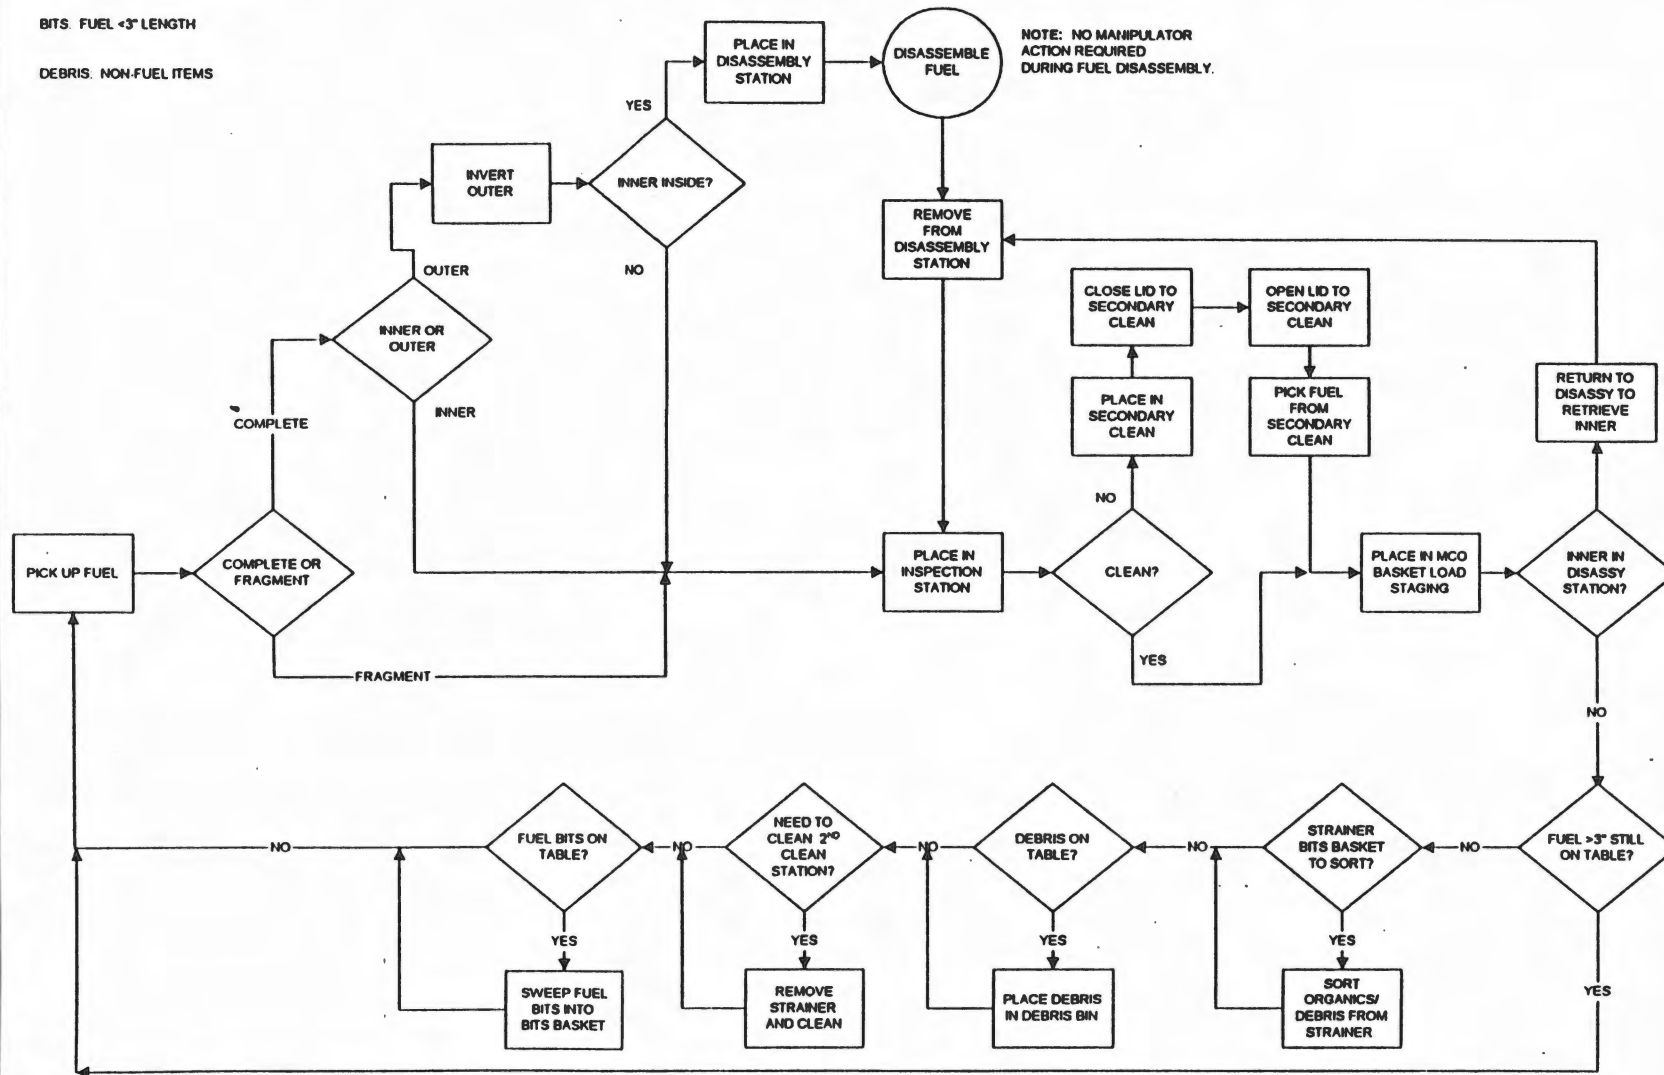 BITS. FUEL <3" LENGTH
DEBRIS: NON-FUEL ITEMS
PLACE IN
DISASSEMBLY
STATION
DISASSEMBLE
FUEL
NOTE: NO MANIPULATOR
ACTION REQUIRED
DURING FUEL DISASSEMBLY.
YES
INVERT
OUTER
INNER INSIDE?
REMOVE
FROM
DISASSEMBLY
STATION
OUTER
NO
CLOSE LID TO
SECONDARY
CLEAN
OPEN LID TO
SECONDARY
CLEAN
INNER OR
OUTER
INNER
COMPLETE
PLACE IN
SECONDARY
CLEAN
PICK FUEL
FROM
SECONDARY
CLEAN
RETURN TO
DISASSY TO
RETRIEVE
INNER
NO
PICK UP FUEL
COMPLETE OR
FRAGMENT
PLACE IN
INSPECTION
STATION
CLEAN?
PLACE IN MCO
BASKET LOAD
STAGING
INNER IN
DISASSY
STATION?
FRAGMENT
YES
NO
NO
FUEL BITS ON
TABLE?
NO
NEED TO
CLEAN 2ND
CLEAN
STATION?
NO
DEBRIS ON
TABLE?
NO
STRAINER
BITS BASKET
TO SORT?
NO
FUEL >3" STILL
ON TABLE?
YES
YES
YES
YES
YES
SWEEP FUEL
BITS INTO
BITS BASKET
REMOVE
STRAINER
AND CLEAN
PLACE DEBRIS
IN DEBRIS BIN
SORT
ORGANICS/
DEBRIS FROM
STRAINER